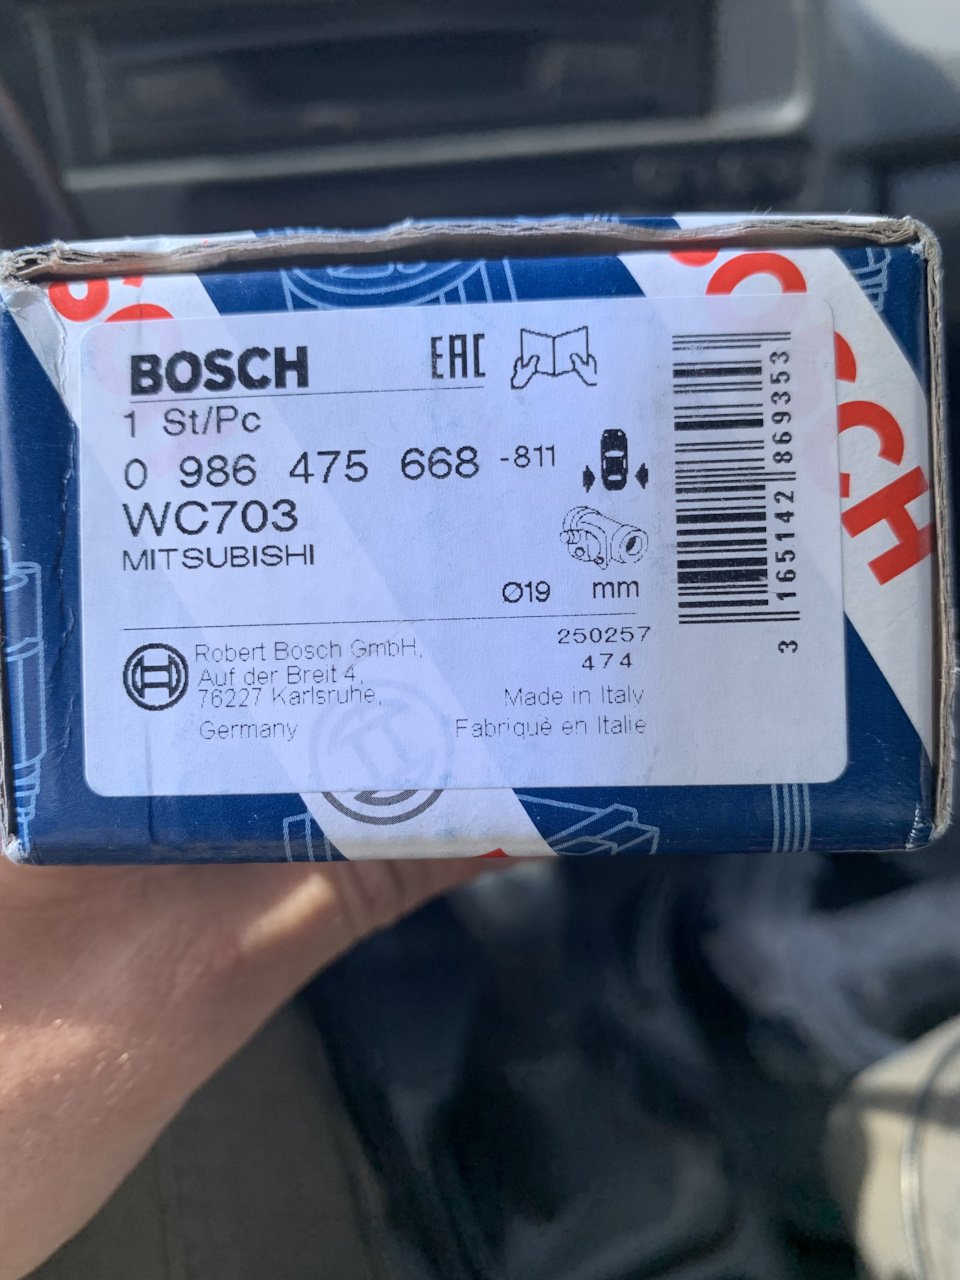 BOSCH
EAC
1 St/Pc
0 986 475 668 -811
WC703
MITSUBISHI
Ø19 mm
250257
474
Robert Bosch GmbH,
Auf der Breit 4,
76227 Karlsruhe,
Germany
Made in Italy
Fabriqué en Italie
3 165142 869353
OSCH